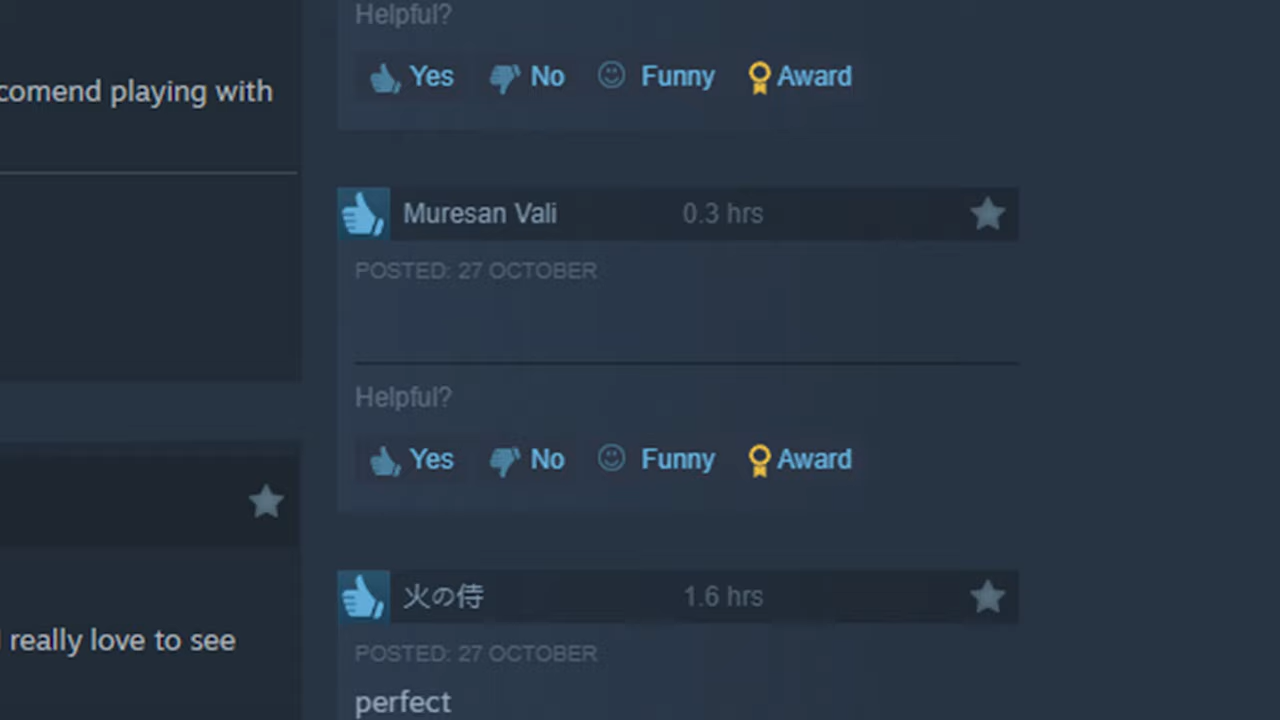 comend playing with
really love to see
Helpful?
Yes No Funny Award
Muresan Vali 0.3 hrs
POSTED: 27 OCTOBER
Helpful?
Yes No Funny Award
火の侍 1.6 hrs
POSTED: 27 OCTOBER
perfect